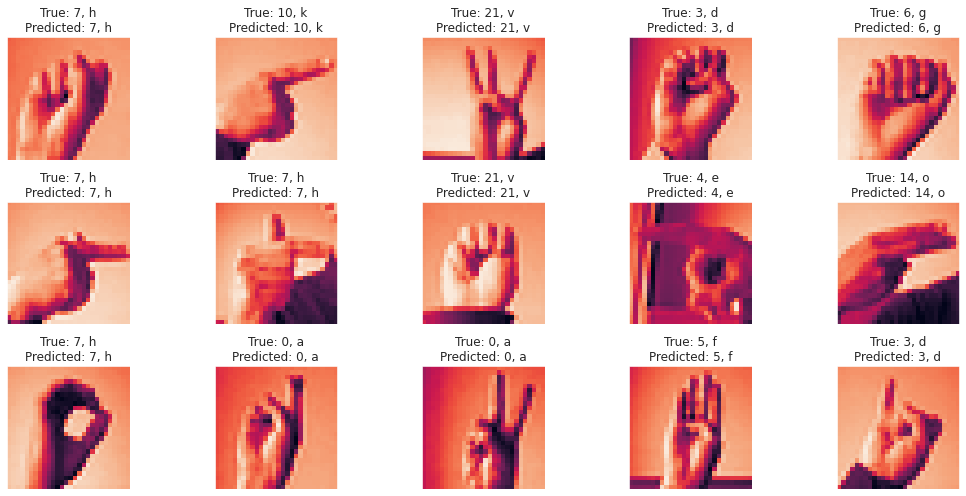 True: 7, h
Predicted: 7, h
True: 10, k
Predicted: 10, k
True: 21, v
Predicted: 21, v
True: 3, d
Predicted: 3, d
True: 6, g
Predicted: 6, g
True: 7, h
Predicted: 7, h
True: 7, h
Predicted: 7, h
True: 21, v
Predicted: 21, v
True: 4, e
Predicted: 4, e
True: 14, o
Predicted: 14, o
True: 7, h
Predicted: 7, h
True: 0, a
Predicted: 0, a
True: 0, a
Predicted: 0, a
True: 5, f
Predicted: 5, f
True: 3, d
Predicted: 3, d